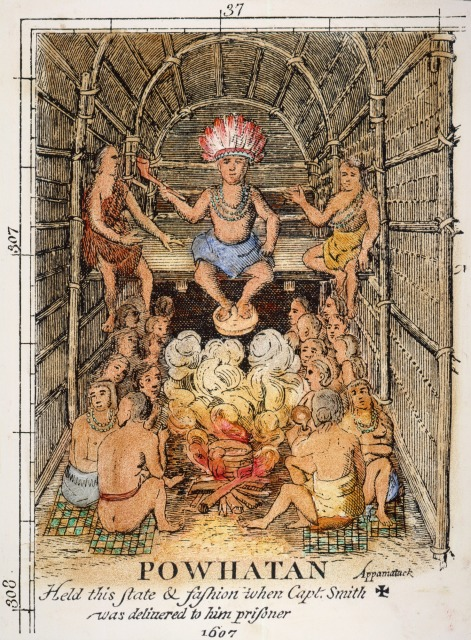 37
307
POWHATAN
Appamatuck
Held this state & fashion when Capt. Smith
was delivered to him prisoner
1607
308